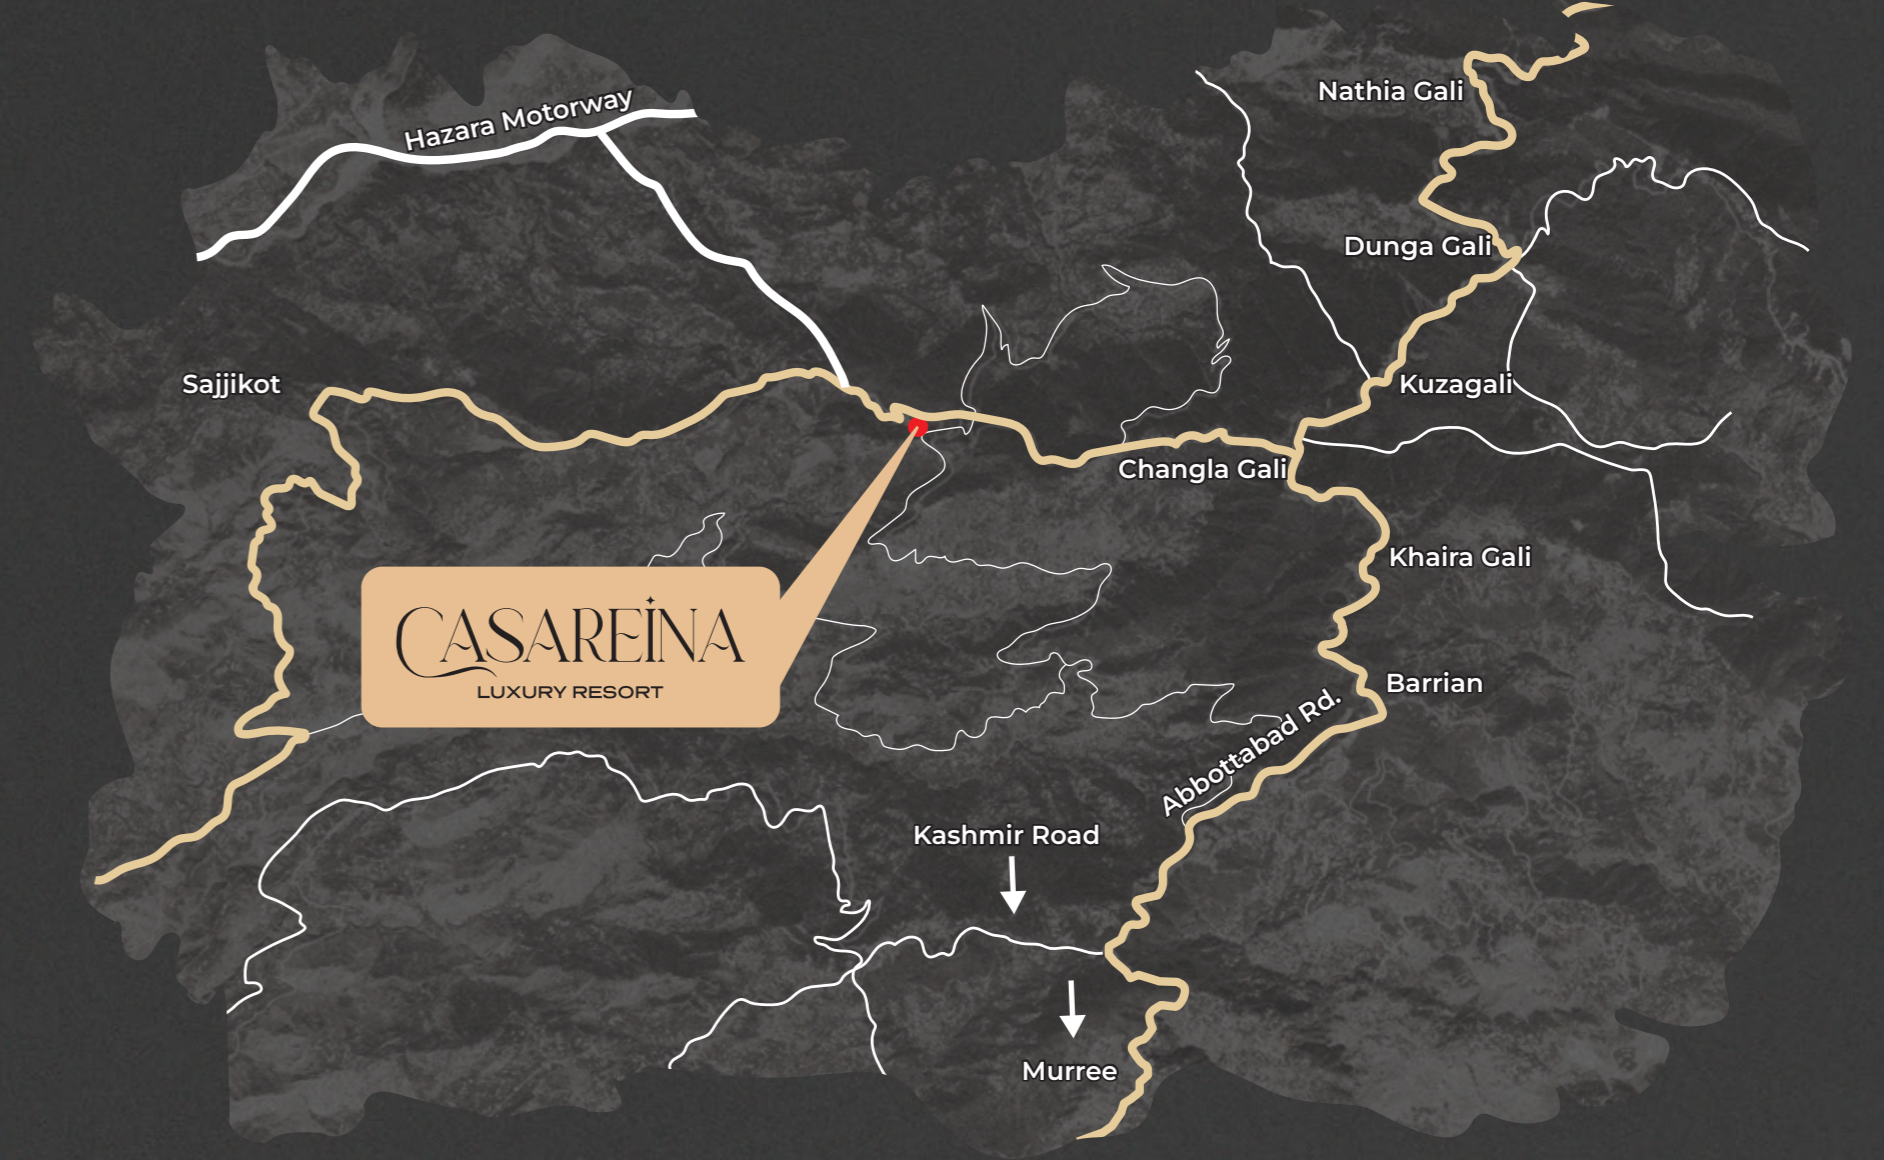 Nathia Gali
Hazara Motorway
Dunga Gali
Sajjikot
Kuzagali
Changla Gali
Khaira Gali
CASAREINA
LUXURY RESORT
Barrian
Abbottabad Rd.
Kashmir Road
Murree